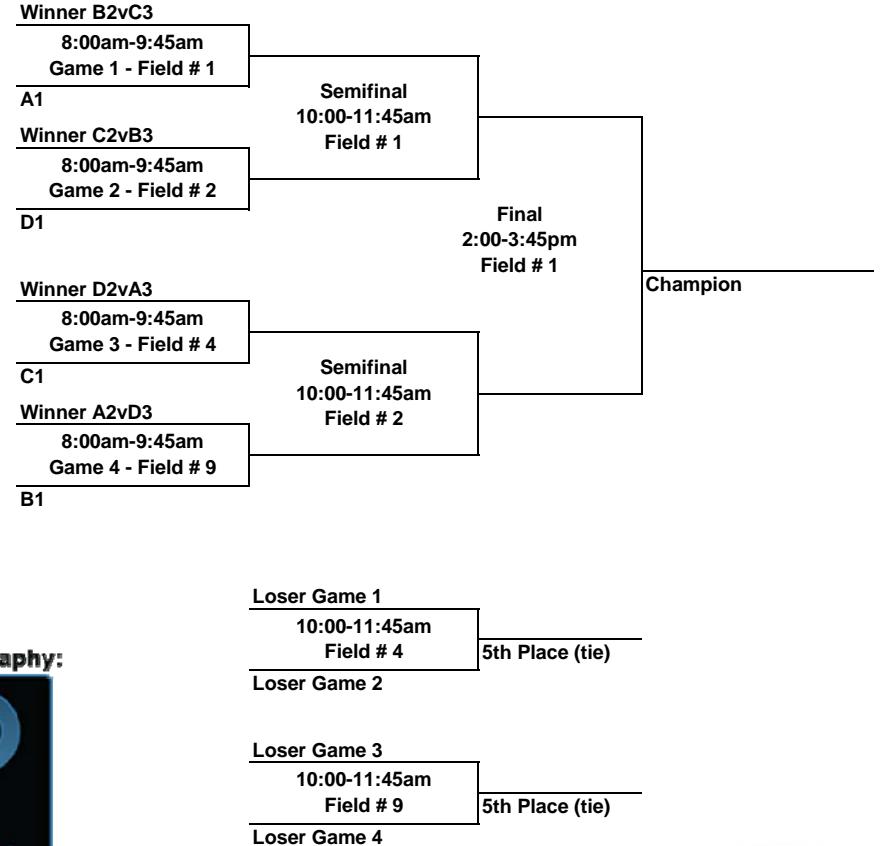 Winner B2vC3
8:00am-9:45am
Game 1 - Field # 1
A1
Winner C2vB3
8:00am-9:45am
Game 2 - Field # 2
D1
Semifinal
10:00-11:45am
Field # 1
Final
2:00-3:45pm
Field # 1
Champion
Winner D2vA3
8:00am-9:45am
Game 3 - Field # 4
C1
Winner A2vD3
8:00am-9:45am
Game 4 - Field # 9
B1
Semifinal
10:00-11:45am
Field # 2
Loser Game 1
10:00-11:45am
Field # 4
5th Place (tie)
Loser Game 2
aphy:
Loser Game 3
10:00-11:45am
Field # 9
5th Place (tie)
Loser Game 4